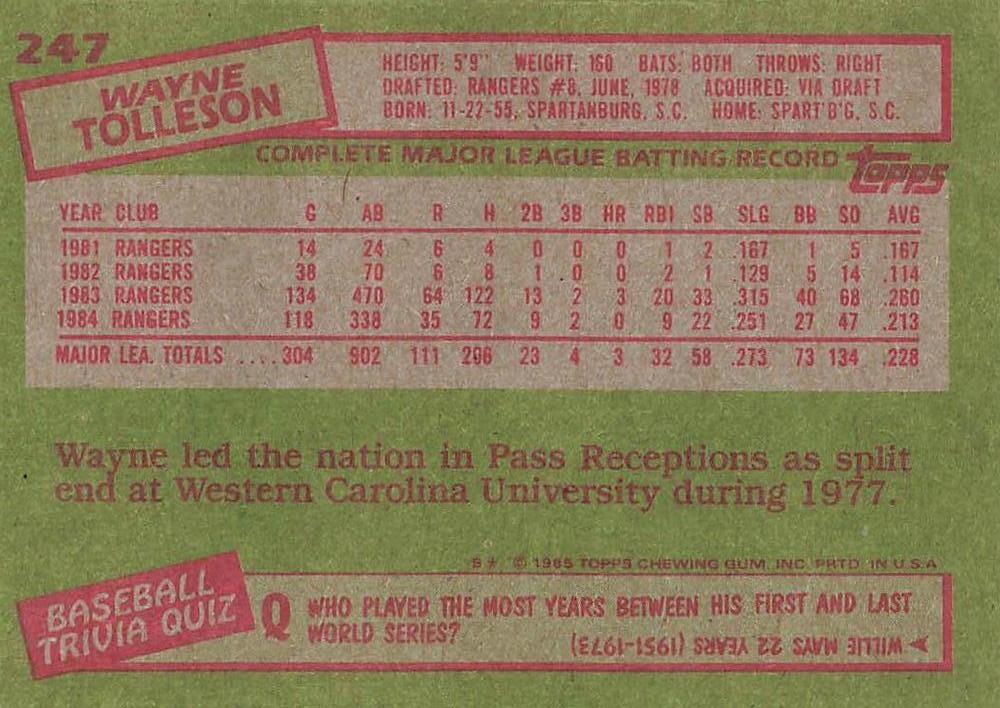 247
WAYNE
TOLLESON
HEIGHT: 5'9" WEIGHT: 160 BATS: BOTH THROWS: RIGHT
DRAFTED: RANGERS #8, JUNE, 1978 ACQUIRED: VIA DRAFT
BORN: 11-22-55, SPARTANBURG, S.C. HOME: SPART'B'G, S.C.
COMPLETE MAJOR LEAGUE BATTING RECORD Topps
YEAR CLUB G AB R H 2B 3B HR RBI SB SLG BB SO AVG
1981 RANGERS 14 24 6 4 0 0 0 1 2 .167 1 5 .167
1982 RANGERS 38 70 6 8 1 0 0 2 1 .129 5 14 .114
1983 RANGERS 134 470 64 122 13 2 3 20 33 .315 40 68 .260
1984 RANGERS 118 338 35 72 9 2 0 9 22 .251 27 47 .213
MAJOR LEA. TOTALS ....304 902 111 206 23 4 3 32 58 .273 73 134 .228
Wayne led the nation in Pass Receptions as split
end at Western Carolina University during 1977.
B* © 1985 TOPPS CHEWING GUM, INC. PRTD. IN U.S.A.
BASEBALL
TRIVIA QUIZ
Q WHO PLAYED THE MOST YEARS BETWEEN HIS FIRST AND LAST
WORLD SERIES?
WILLIE MAYS 22 YEARS (1951-1973)